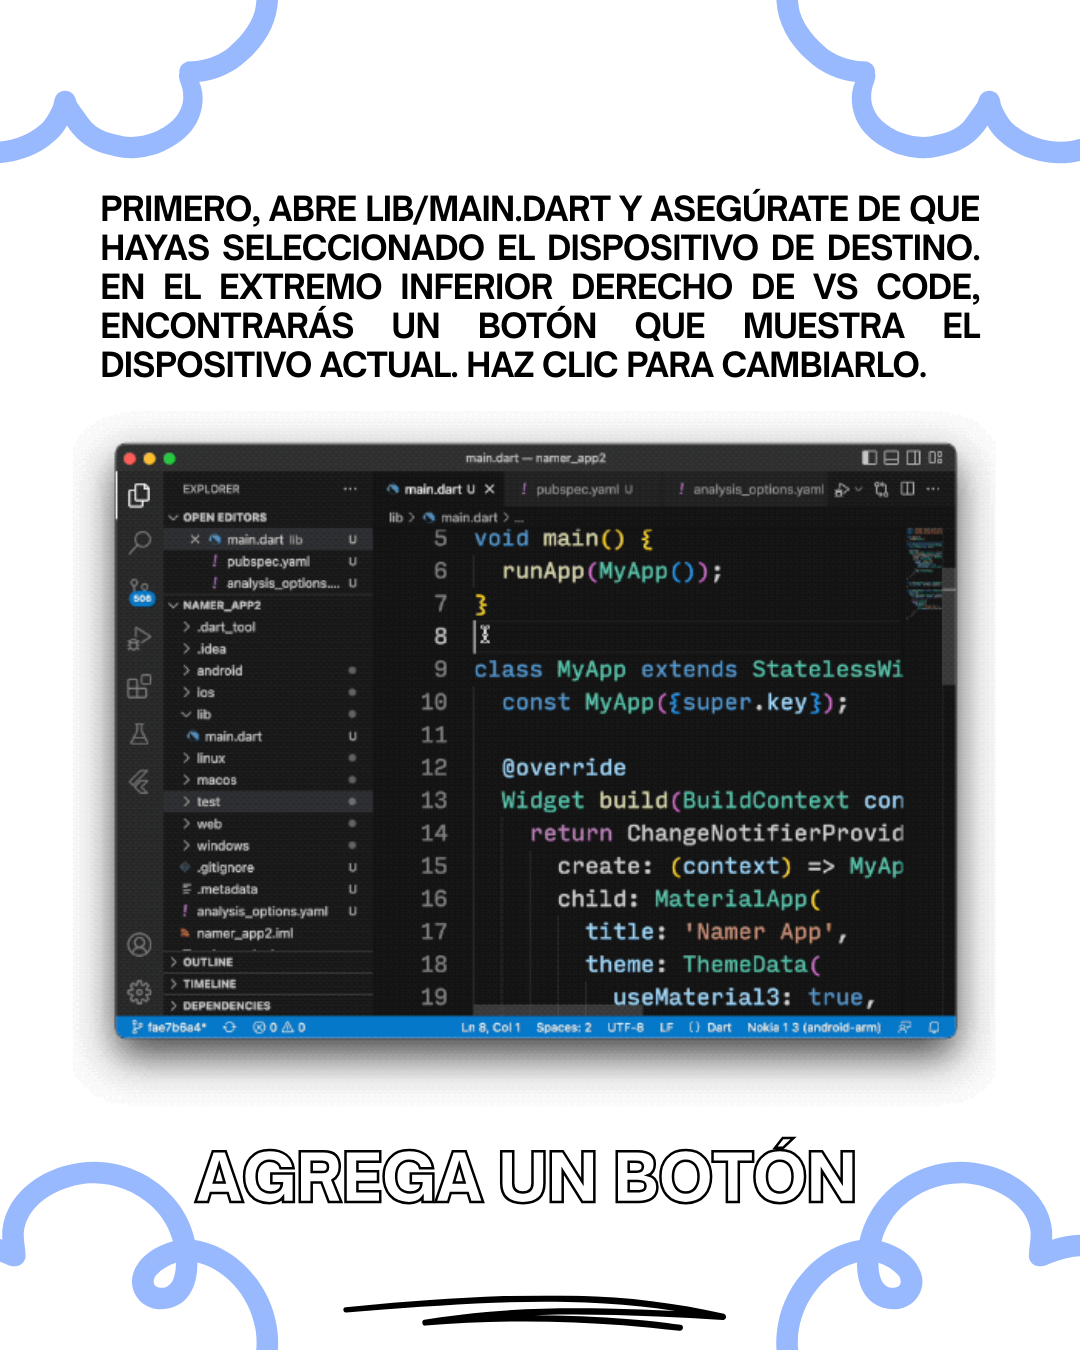 PRIMERO, ABRE LIB/MAIN.DART Y ASEGÚRATE DE QUE
HAYAS SELECCIONADO EL DISPOSITIVO DE DESTINO.
EN EL EXTREMO INFERIOR DERECHO DE VS CODE,
ENCONTRARÁS UN BOTÓN QUE MUESTRA EL
DISPOSITIVO ACTUAL. HAZ CLIC PARA CAMBIARLO.
main.dart — namer_app2
EXPLORER ...
OPEN EDITORS
main.dart lib U
pubspec.yaml U
analysis_options.... U
NAMER_APP2
.dart_tool
.idea
android
ios
lib
main.dart U
linux
macos
test
web
windows
.gitignore U
.metadata U
analysis_options.yaml U
namer_app2.iml
OUTLINE
TIMELINE
DEPENDENCIES
506
main.dart U pubspec.yaml U analysis_options.yaml
lib > main.dart > ...
5 void main() {
6 runApp(MyApp());
7 }
8
9 class MyApp extends StatelessWi
10 const MyApp({super.key});
11
12 @override
13 Widget build(BuildContext con
14 return ChangeNotifierProvid
15 create: (context) => MyAp
16 child: MaterialApp(
17 title: 'Namer App',
18 theme: ThemeData(
19 useMaterial3: true,
fae7b6a4* 0 0 Ln 8, Col 1 Spaces: 2 UTF-8 LF {} Dart Nokia 1 3 (android-arm)
AGREGA UN BOTÓN